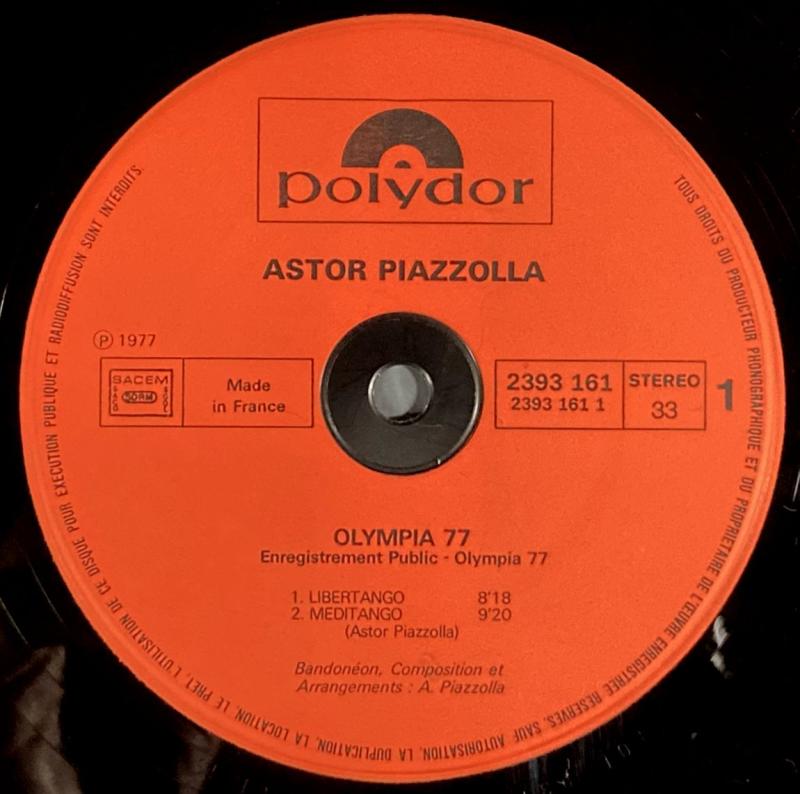 polydor
ASTOR PIAZZOLLA
Ⓟ 1977
SACEM
SDRM
SACD
SGDL
Made
in France
2393 161
2393 161 1
STEREO
33
1
OLYMPIA 77
Enregistrement Public - Olympia 77
1. LIBERTANGO 8'18
2. MEDITANGO 9'20
(Astor Piazzolla)
Bandonéon, Composition et
Arrangements : A. Piazzolla
TOUS DROITS DU PRODUCTEUR PHONOGRAPHIQUE ET DU PROPRIETAIRE DE L'ŒUVRE ENREGISTREE RESERVES. SAUF AUTORISATION, LA DUPLICATION, LA LOCATION, LE PRET, L'UTILISATION DE CE DISQUE POUR EXECUTION PUBLIQUE ET RADIODIFFUSION SONT INTERDITS.